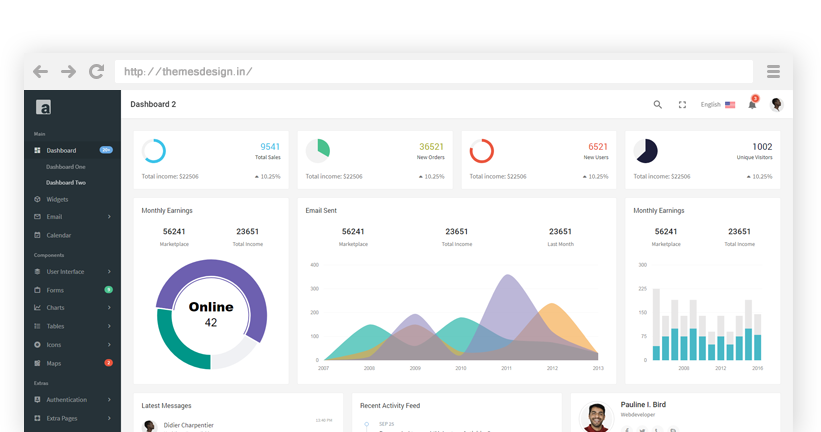 http://themesdesign.in/
a
Dashboard 2
English
2
Main
Dashboard
20+
Dashboard One
Dashboard Two
Widgets
Email
Calendar
Components
User Interface
Forms
Charts
Tables
Icons
Maps
2
Extras
Authentication
Extra Pages
9541
Total Sales
Total income: $22506
10.25%
36521
New Orders
Total income: $22506
10.25%
6521
New Users
Total income: $22506
10.25%
1002
Unique Visitors
Total income: $22506
10.25%
Monthly Earnings
56241
23651
Marketplace
Total Income
Online
42
Email Sent
56241
23651
23651
Marketplace
Total Income
Last Month
400
300
200
100
0
2007
2008
2009
2010
2011
2012
2013
Monthly Earnings
56241
23651
Marketplace
Total Income
300
225
150
75
0
2008
2012
2016
Latest Messages
Didier Charpentier
Recent Activity Feed
SEP 25
Pauline I. Bird
Webdeveloper